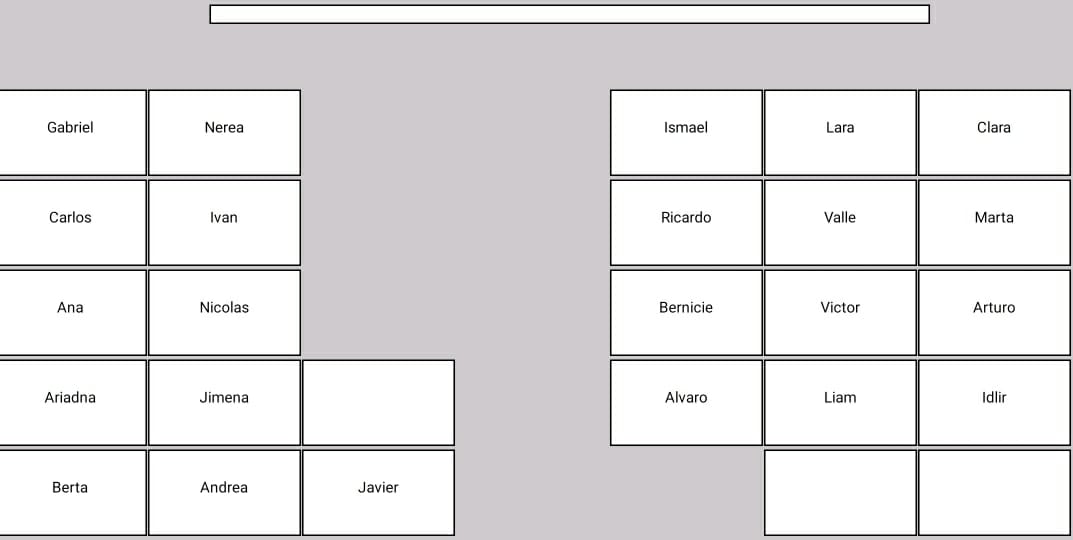 Gabriel Nerea Ismael Lara Clara
Carlos Ivan Ricardo Valle Marta
Ana Nicolas Bernicie Victor Arturo
Ariadna Jimena Alvaro Liam Idlir
Berta Andrea Javier